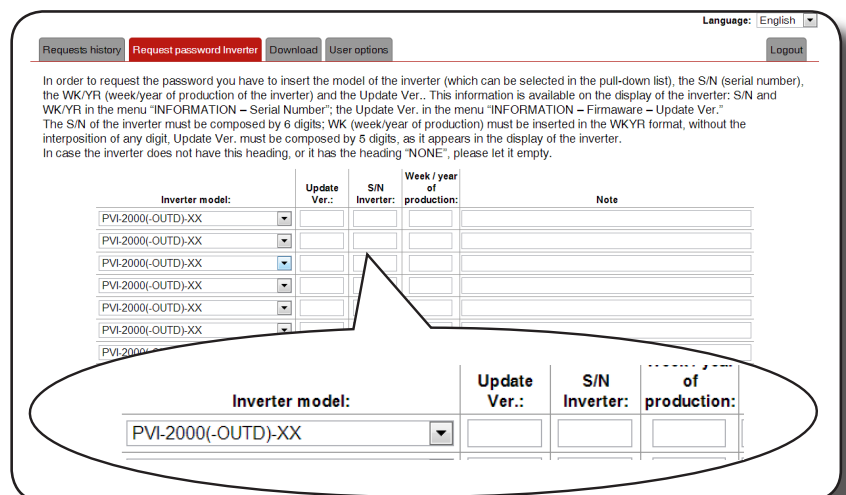 Language: English
Requests history Request password Inverter Download User options Logout
In order to request the password you have to insert the model of the inverter (which can be selected in the pull-down list), the S/N (serial number),
the WK/YR (week/year of production of the inverter) and the Update Ver.. This information is available on the display of the inverter: S/N and
WK/YR in the menu “INFORMATION – Serial Number”; the Update Ver. in the menu “INFORMATION – Firmaware – Update Ver.”
The S/N of the inverter must be composed by 6 digits; WK (week/year of production) must be inserted in the WKYR format, without the
interposition of any digit, Update Ver. must be composed by 5 digits, as it appears in the display of the inverter.
In case the inverter does not have this heading, or it has the heading “NONE”, please let it empty.
Inverter model: Update Ver.: S/N Inverter: Week / year of production: Note
PVI-2000(-OUTD)-XX
PVI-2000(-OUTD)-XX
PVI-2000(-OUTD)-XX
PVI-2000(-OUTD)-XX
PVI-2000(-OUTD)-XX
PVI-2000(-OUTD)-XX
PVI-2000(
Inverter model: Update Ver.: S/N Inverter: of production:
PVI-2000(-OUTD)-XX